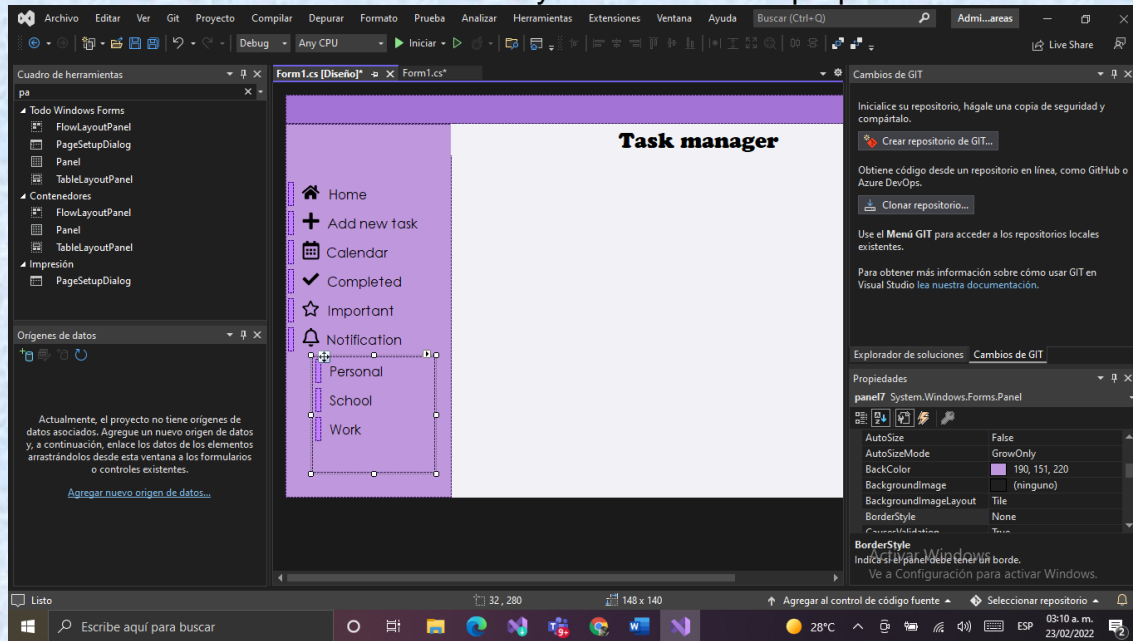 Archivo Editar Ver Git Proyecto Compilar Depurar Formato Prueba Analizar Herramientas Extensiones Ventana Ayuda Buscar (Ctrl+Q) Admi...areas
Debug Any CPU Iniciar Live Share
Cuadro de herramientas
pa
Todo Windows Forms
FlowLayoutPanel
PageSetupDialog
Panel
TableLayoutPanel
Contenedores
FlowLayoutPanel
Panel
TableLayoutPanel
Impresión
PageSetupDialog
Orígenes de datos
Actualmente, el proyecto no tiene orígenes de
datos asociados. Agregue un nuevo origen de datos
y, a continuación, enlace los datos de los elementos
arrastrándolos desde esta ventana a los formularios
o controles existentes.
Agregar nuevo origen de datos...
Form1.cs [Diseño]* Form1.cs*
Task manager
Home
Add new task
Calendar
Completed
Important
Notification
Personal
School
Work
Cambios de GIT
Inicialice su repositorio, hágale una copia de seguridad y
compártalo.
Crear repositorio de GIT...
Obtiene código desde un repositorio en línea, como GitHub o
Azure DevOps.
Clonar repositorio...
Use el Menú GIT para acceder a los repositorios locales
existentes.
Para obtener más información sobre cómo usar GIT en
Visual Studio lea nuestra documentación.
Explorador de soluciones Cambios de GIT
Propiedades
panel7 System.Windows.Forms.Panel
AutoSize False
AutoSizeMode GrowOnly
BackColor 190, 151, 220
BackgroundImage (ninguno)
BackgroundImageLayout Tile
BorderStyle None
CausesValidation True
BorderStyle
Indica si el panel debe tener un borde.
Activar Windows
Ve a Configuración para activar Windows.
Listo 32 , 280 148 x 140 Agregar al control de código fuente Seleccionar repositorio
Escribe aquí para buscar 28°C ESP 03:10 a. m.
23/02/2022